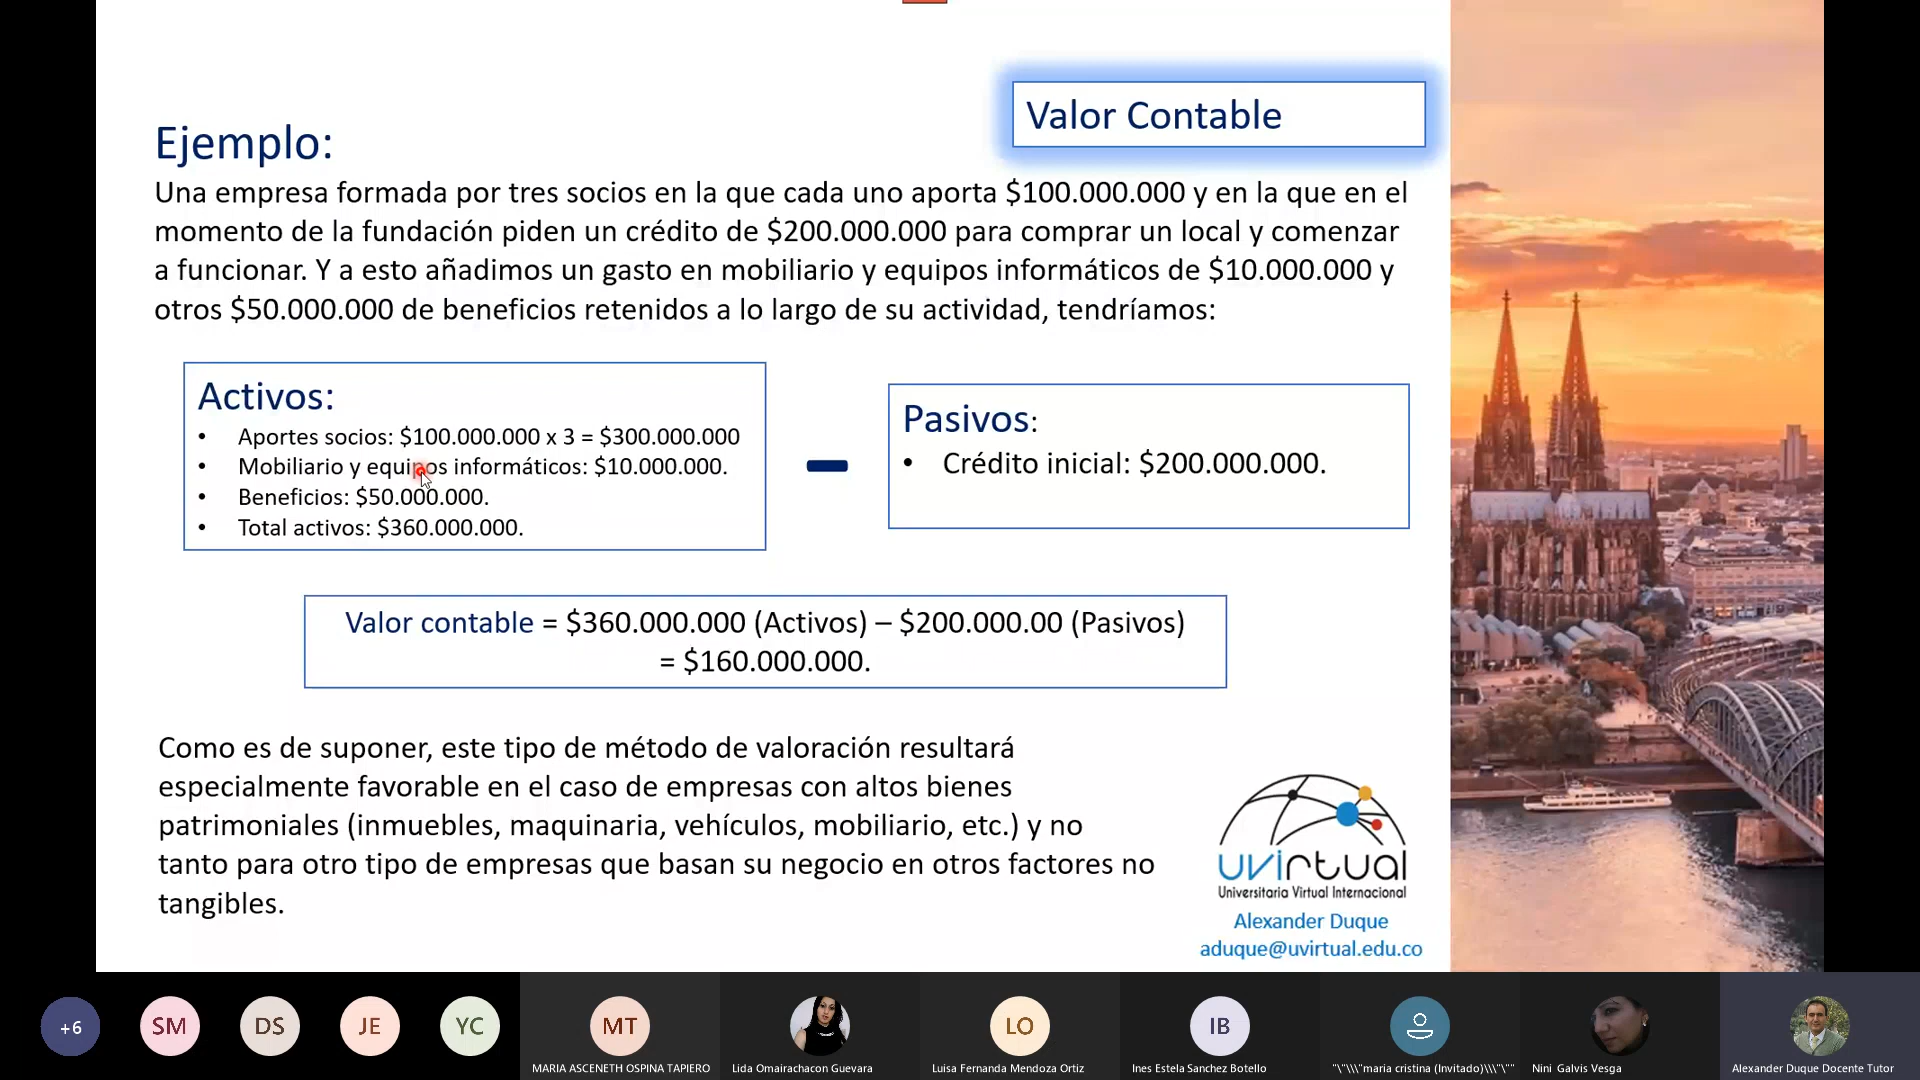 Valor Contable
Ejemplo:
Una empresa formada por tres socios en la que cada uno aporta $100.000.000 y en la que en el
momento de la fundación piden un crédito de $200.000.000 para comprar un local y comenzar
a funcionar. Y a esto añadimos un gasto en mobiliario y equipos informáticos de $10.000.000 y
otros $50.000.000 de beneficios retenidos a lo largo de su actividad, tendríamos:
Activos:
• Aportes socios: $100.000.000 x 3 = $300.000.000
• Mobiliario y equipos informáticos: $10.000.000.
• Beneficios: $50.000.000.
• Total activos: $360.000.000.
Pasivos:
• Crédito inicial: $200.000.000.
Valor contable = $360.000.000 (Activos) – $200.000.00 (Pasivos)
= $160.000.000.
Como es de suponer, este tipo de método de valoración resultará
especialmente favorable en el caso de empresas con altos bienes
patrimoniales (inmuebles, maquinaria, vehículos, mobiliario, etc.) y no
tanto para otro tipo de empresas que basan su negocio en otros factores no
tangibles.
uvirtual
Universitaria Virtual Internacional
Alexander Duque
aduque@uvirtual.edu.co
+6
SM
DS
JE
YC
MT
LO
IB
MARIA ASCENETH OSPINA TAPIERO
Lida Omairachacon Guevara
Luisa Fernanda Mendoza Ortiz
Ines Estela Sanchez Botello
"\"\\\"maria cristina (Invitado)\\\"\""
Nini Galvis Vesga
Alexander Duque Docente Tutor